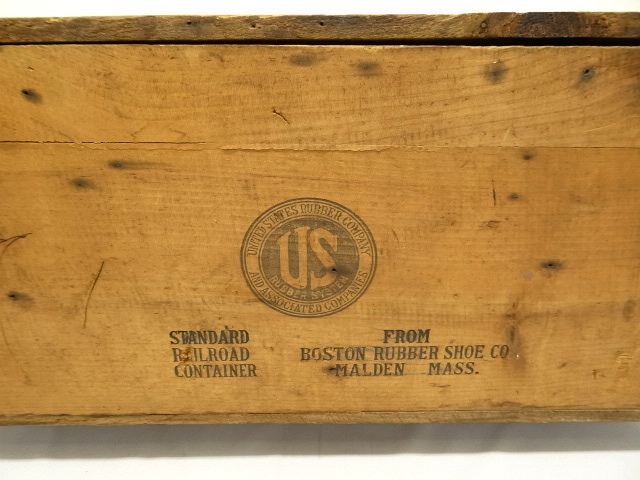 UNITED STATES RUBBER COMPANY
US
RUBBER SYSTEM
AND ASSOCIATED COMPANIES
STANDARD
RAILROAD
CONTAINER
FROM
BOSTON RUBBER SHOE CO
MALDEN MASS.